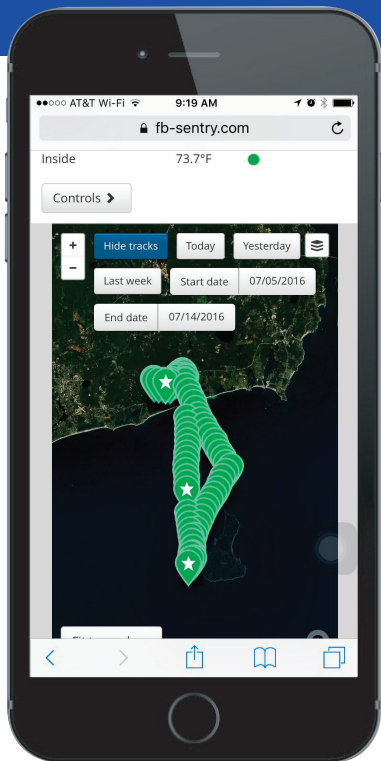 AT&T Wi-Fi 9:19 AM
fb-sentry.com
Inside 73.7°F
Controls
+ Hide tracks Today Yesterday
-
Last week Start date 07/05/2016
End date 07/14/2016